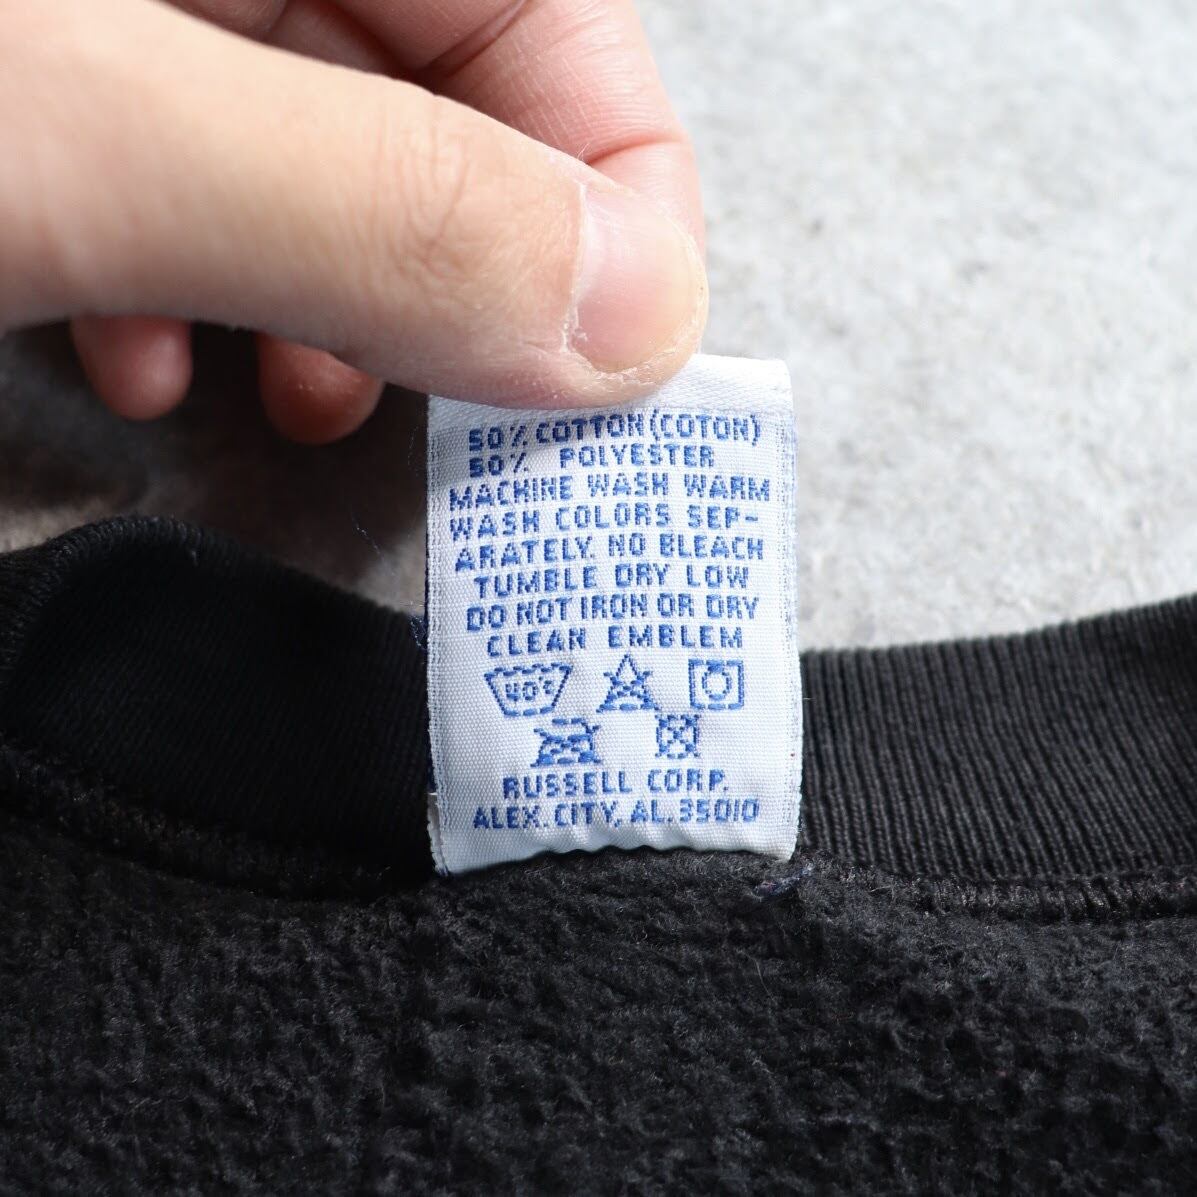 50% COTTON (COTON)
50% POLYESTER
MACHINE WASH WARM
WASH COLORS SEP-
ARATELY. NO BLEACH
TUMBLE DRY LOW
DO NOT IRON OR DRY
CLEAN EMBLEM
40°C
RUSSELL CORP.
ALEX. CITY, AL. 35010